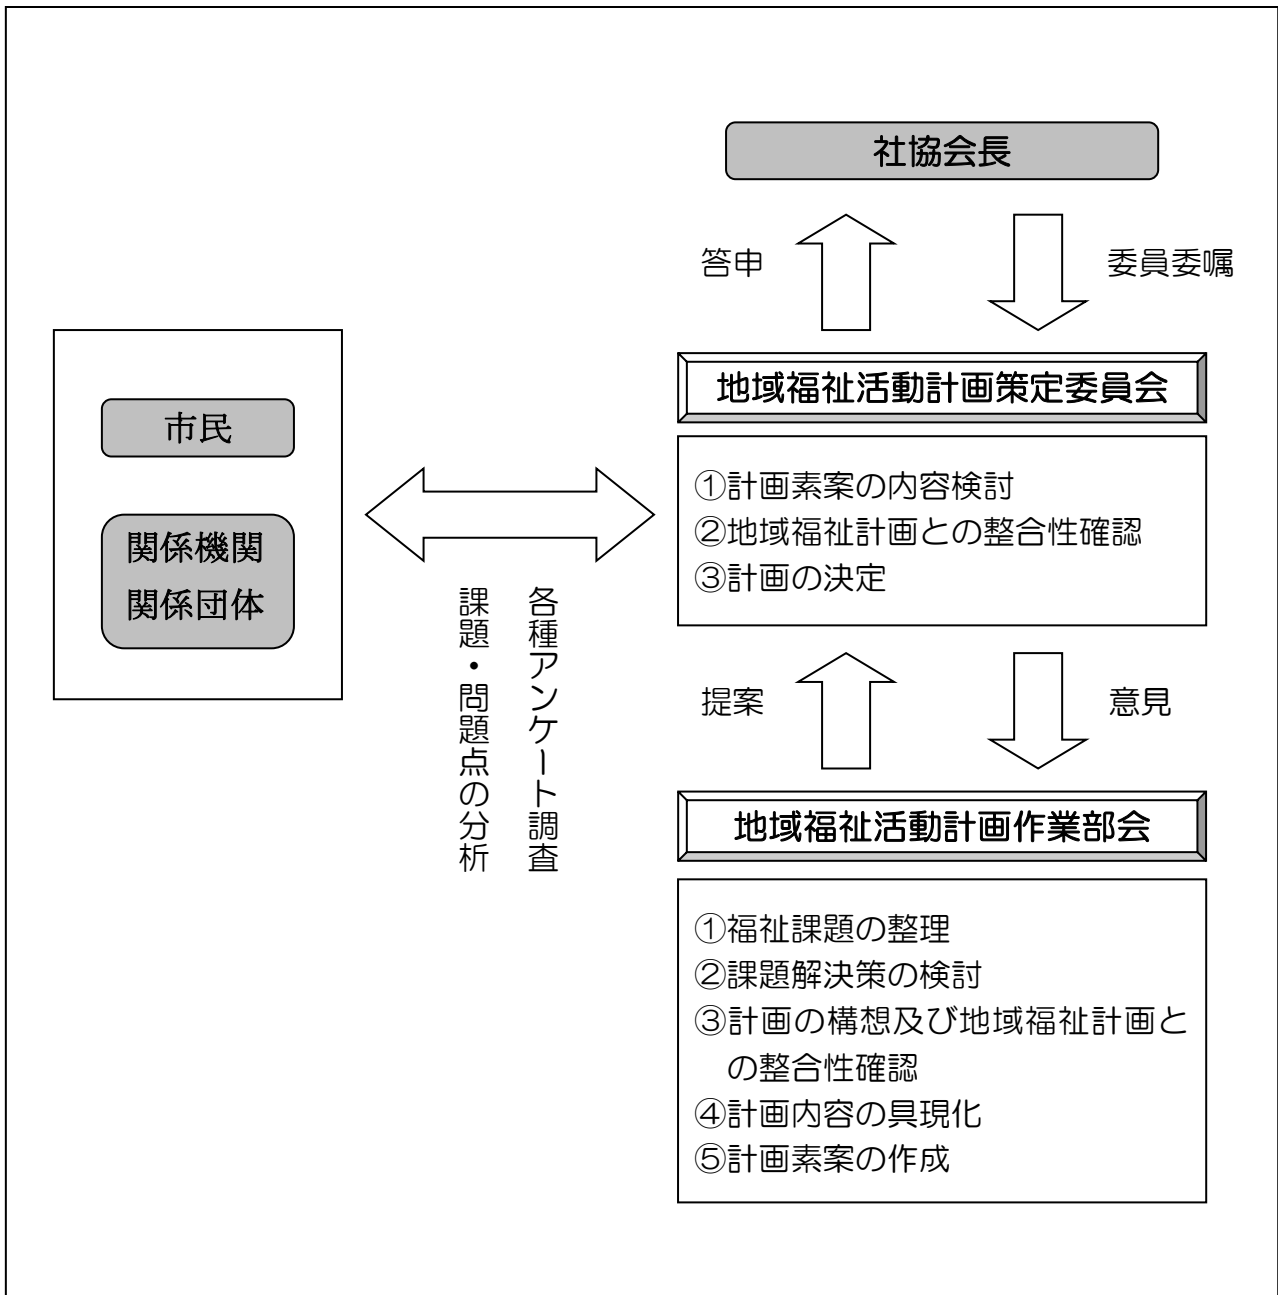 社協会長
答申
委員委嘱
地域福祉活動計画策定委員会
①計画素案の内容検討
②地域福祉計画との整合性確認
③計画の決定
市民
関係機関
関係団体
各種アンケート調査
課題・問題点の分析
提案
意見
地域福祉活動計画作業部会
①福祉課題の整理
②課題解決策の検討
③計画の構想及び地域福祉計画と
の整合性確認
④計画内容の具現化
⑤計画素案の作成